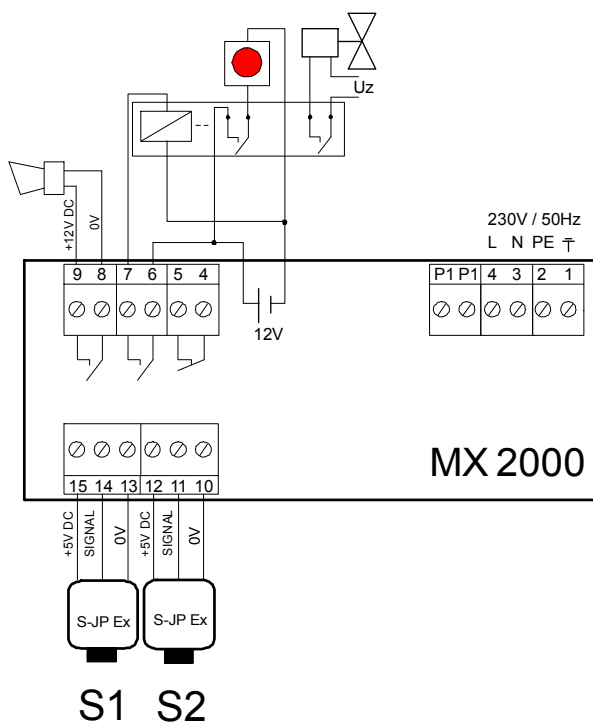 Uz
230V / 50Hz
L N PE ⏉
+12V DC
0V
9 8 7 6 5 4
P1 P1 4 3 2 1
12V
MX 2000
15 14 13 12 11 10
+5V DC
SIGNAL
0V
+5V DC
SIGNAL
0V
S-JP Ex
S-JP Ex
S1 S2